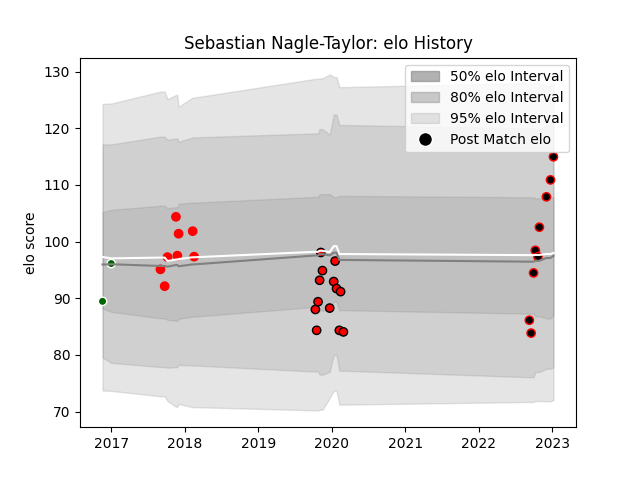 Sebastian Nagle-Taylor: elo History
50% elo Interval
80% elo Interval
95% elo Interval
Post Match elo
elo score
130
120
110
100
90
80
70
2017
2018
2019
2020
2021
2022
2023